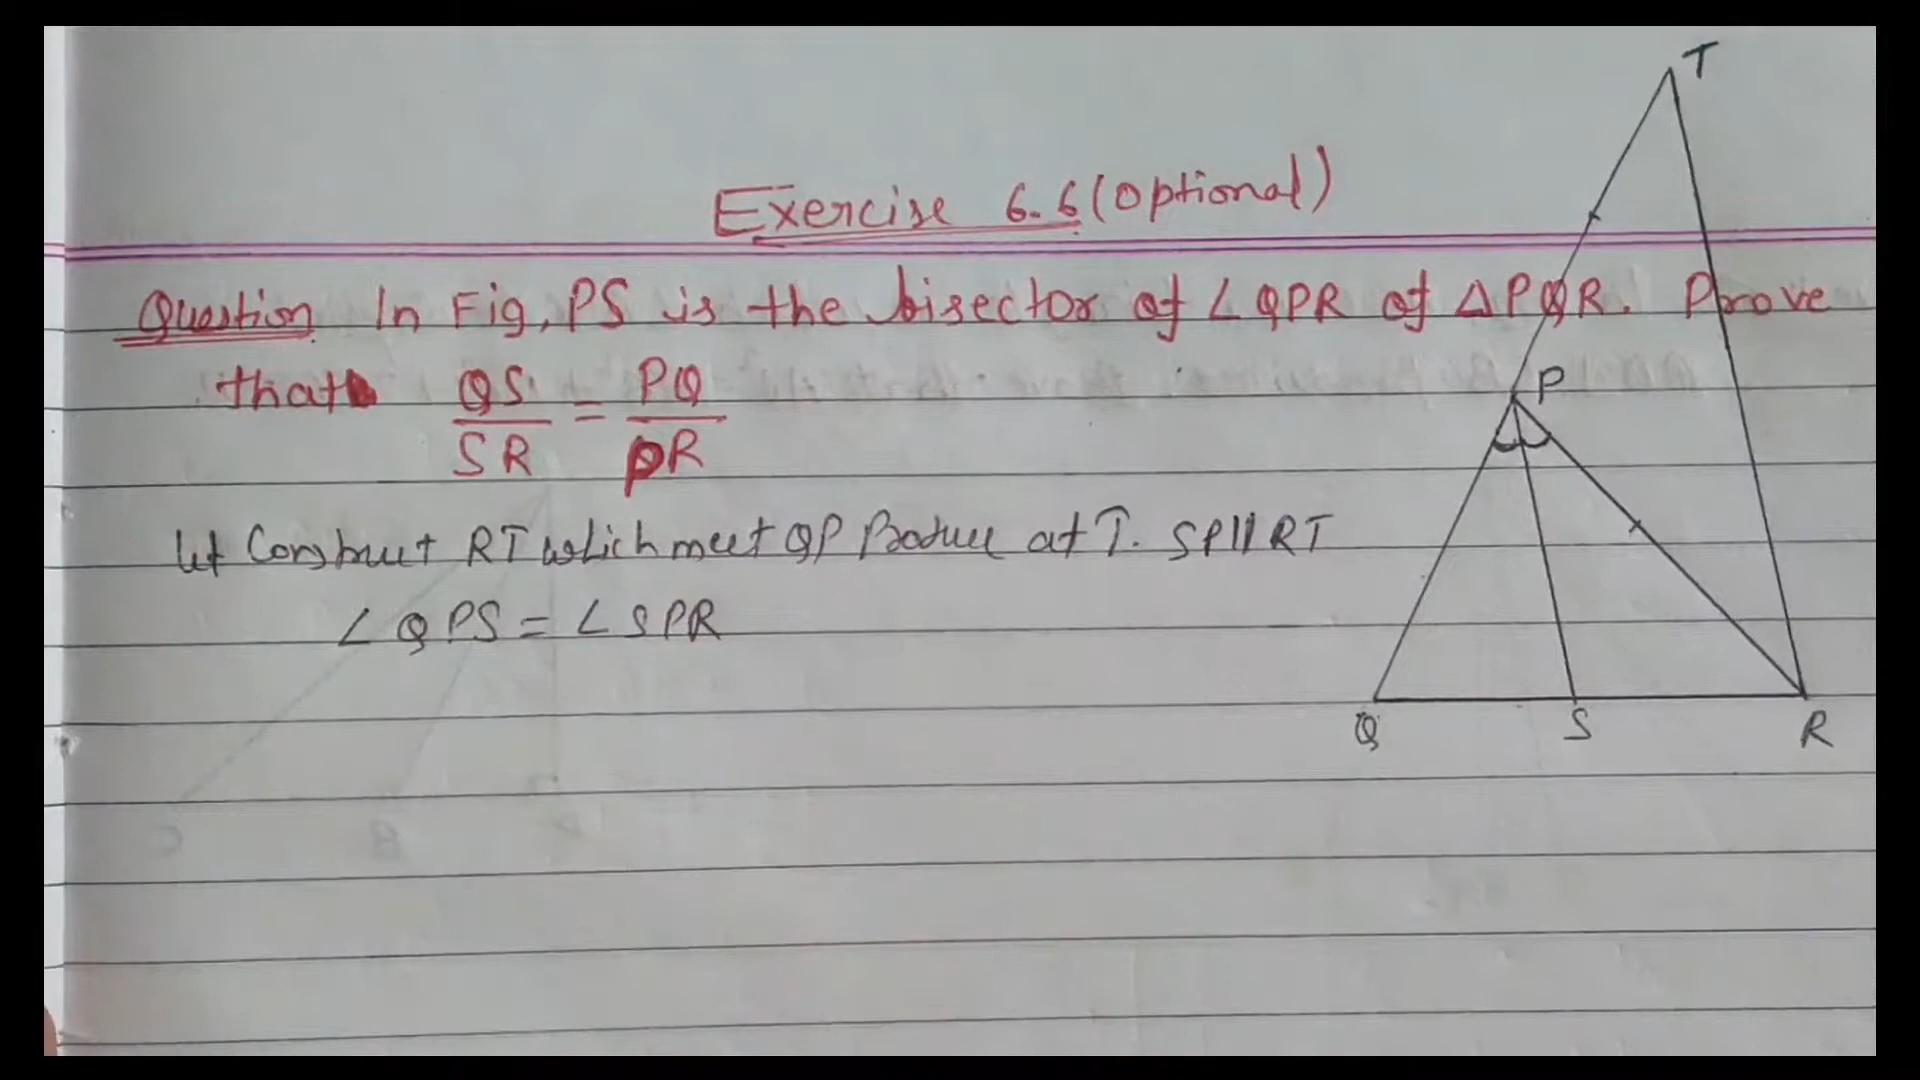 Exercise 6.6 (Optional)
Question In Fig, PS is the bisector of ∠QPR of ΔPQR. Prove
that QS/SR = PQ/PR
Let Construct RT which meet QP Produce at T. SP||RT
∠QPS = ∠SPR
T
P
Q S R